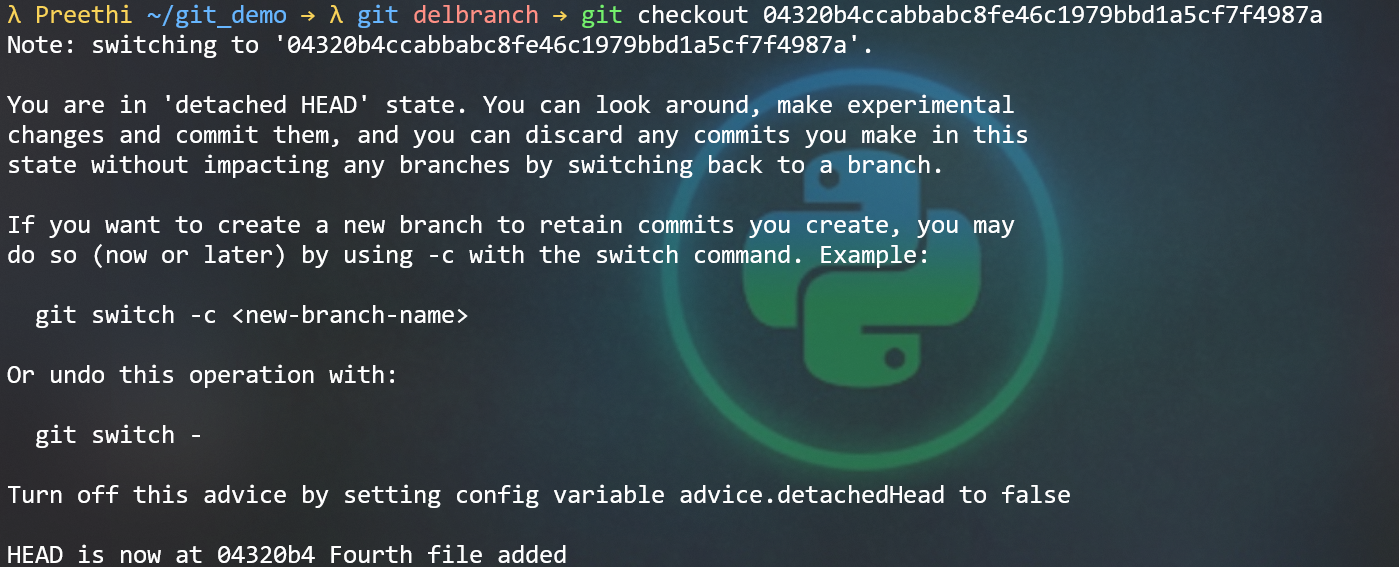 λ Preethi ~/git_demo → λ git delbranch → git checkout 04320b4ccabbabc8fe46c1979bbd1a5cf7f4987a
Note: switching to '04320b4ccabbabc8fe46c1979bbd1a5cf7f4987a'.
You are in 'detached HEAD' state. You can look around, make experimental
changes and commit them, and you can discard any commits you make in this
state without impacting any branches by switching back to a branch.
If you want to create a new branch to retain commits you create, you may
do so (now or later) by using -c with the switch command. Example:
git switch -c <new-branch-name>
Or undo this operation with:
git switch -
Turn off this advice by setting config variable advice.detachedHead to false
HEAD is now at 04320b4 Fourth file added